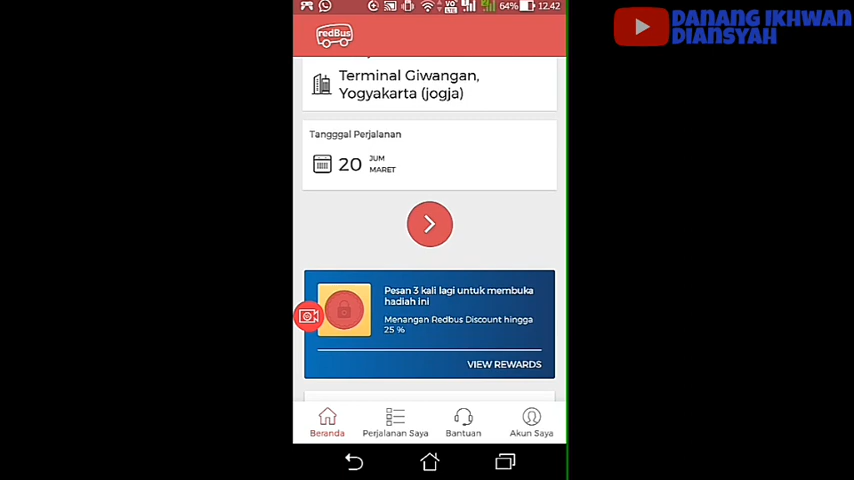 64% 12.42
DANANG IKHWAN
DIANSYAH
redBus
Terminal Giwangan,
Yogyakarta (jogja)
Tangggal Perjalanan
20 JUM
MARET
Pesan 3 kali lagi untuk membuka
hadiah ini
Menangan Redbus Discount hingga
25 %
VIEW REWARDS
Beranda Perjalanan Saya Bantuan Akun Saya